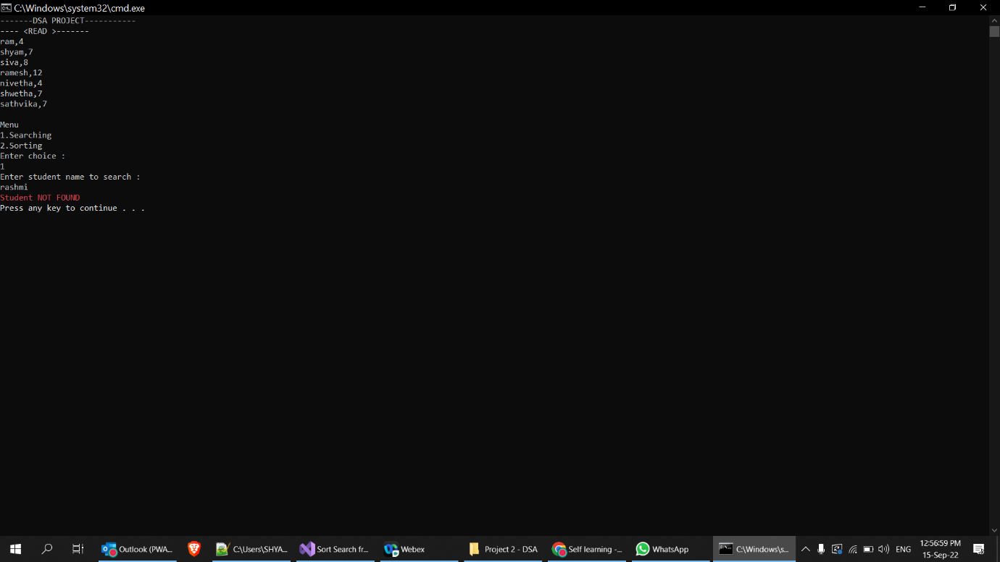 C:\Windows\system32\cmd.exe
-------DSA PROJECT-----------
---- <READ >-------
ram,4
shyam,7
siva,8
ramesh,12
nivetha,4
shwetha,7
sathvika,7
Menu
1.Searching
2.Sorting
Enter choice :
1
Enter student name to search :
rashmi
Student NOT FOUND
Press any key to continue . . .
Outlook (PWA... C:\Users\SHYA... Sort Search fr... Webex Project 2 - DSA Self learning -... WhatsApp C:\Windows\s... ENG 12:56:59 PM
15-Sep-22